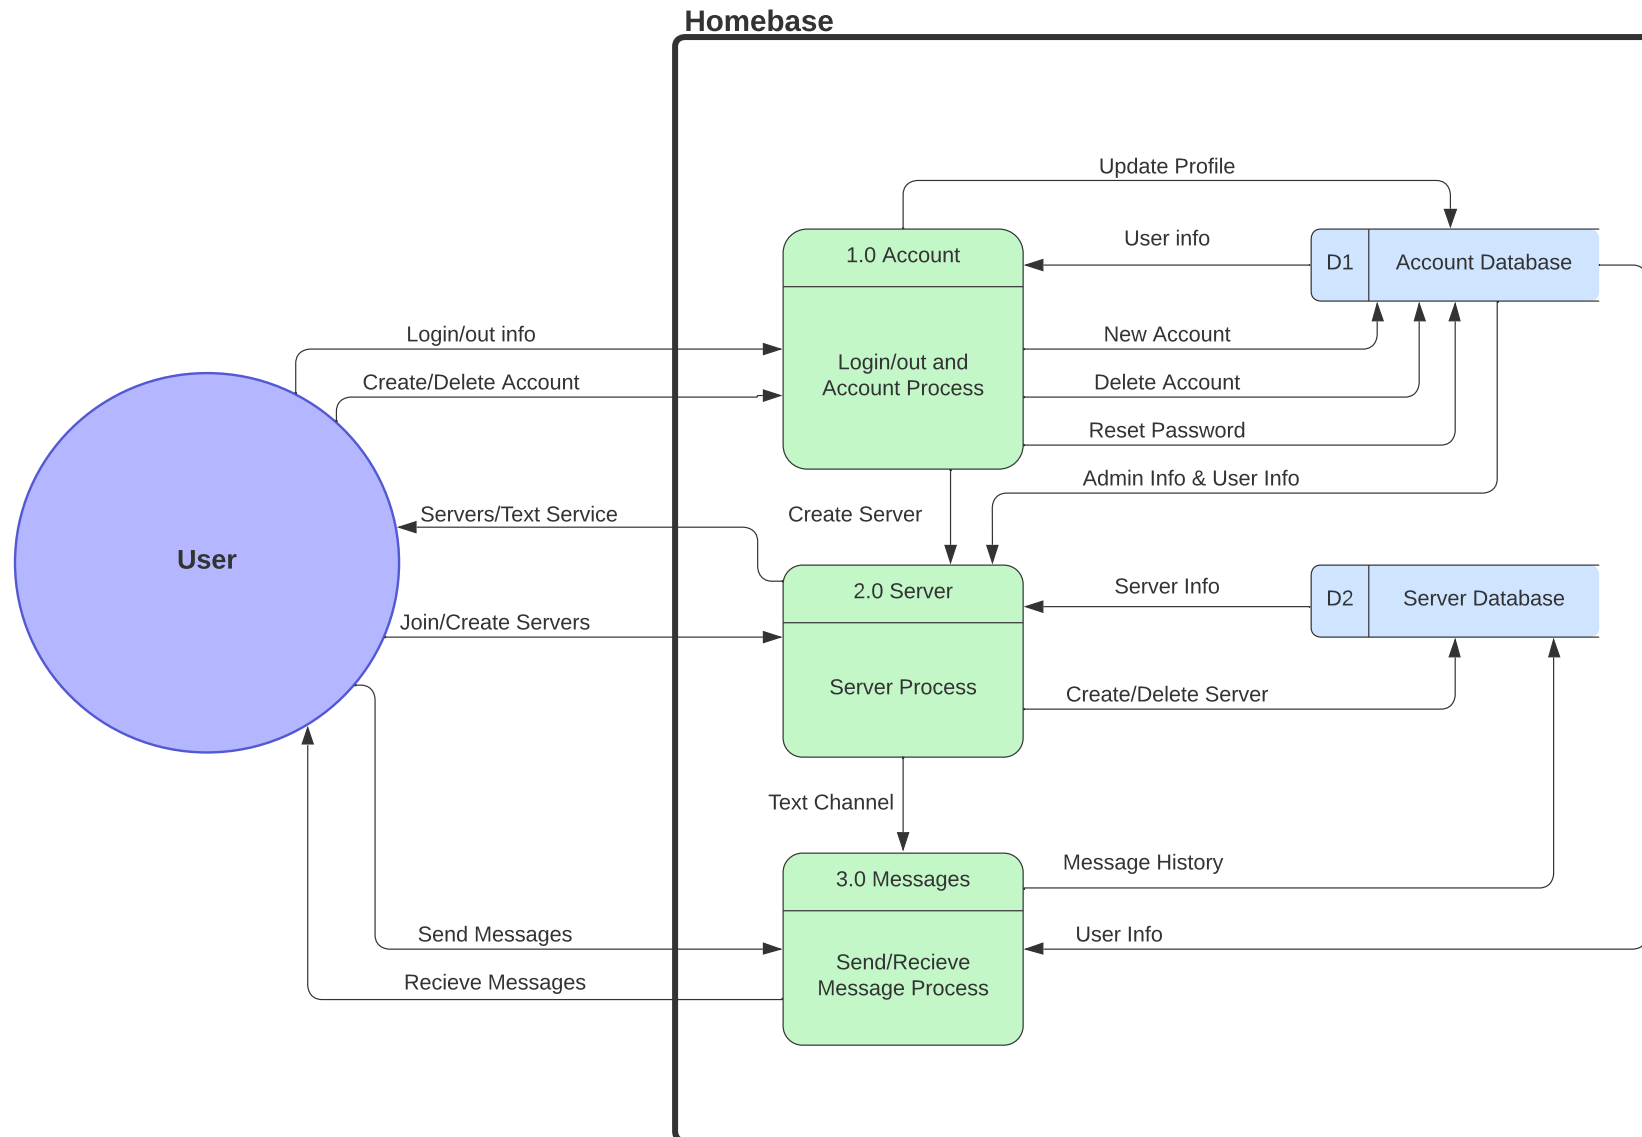 Homebase
Update Profile
User info
1.0 Account
D1
Account Database
Login/out info
New Account
Login/out and
Account Process
Create/Delete Account
Delete Account
Reset Password
Admin Info & User Info
Servers/Text Service
Create Server
User
2.0 Server
Server Info
D2
Server Database
Join/Create Servers
Server Process
Create/Delete Server
Text Channel
3.0 Messages
Message History
Send Messages
User Info
Send/Recieve
Message Process
Recieve Messages